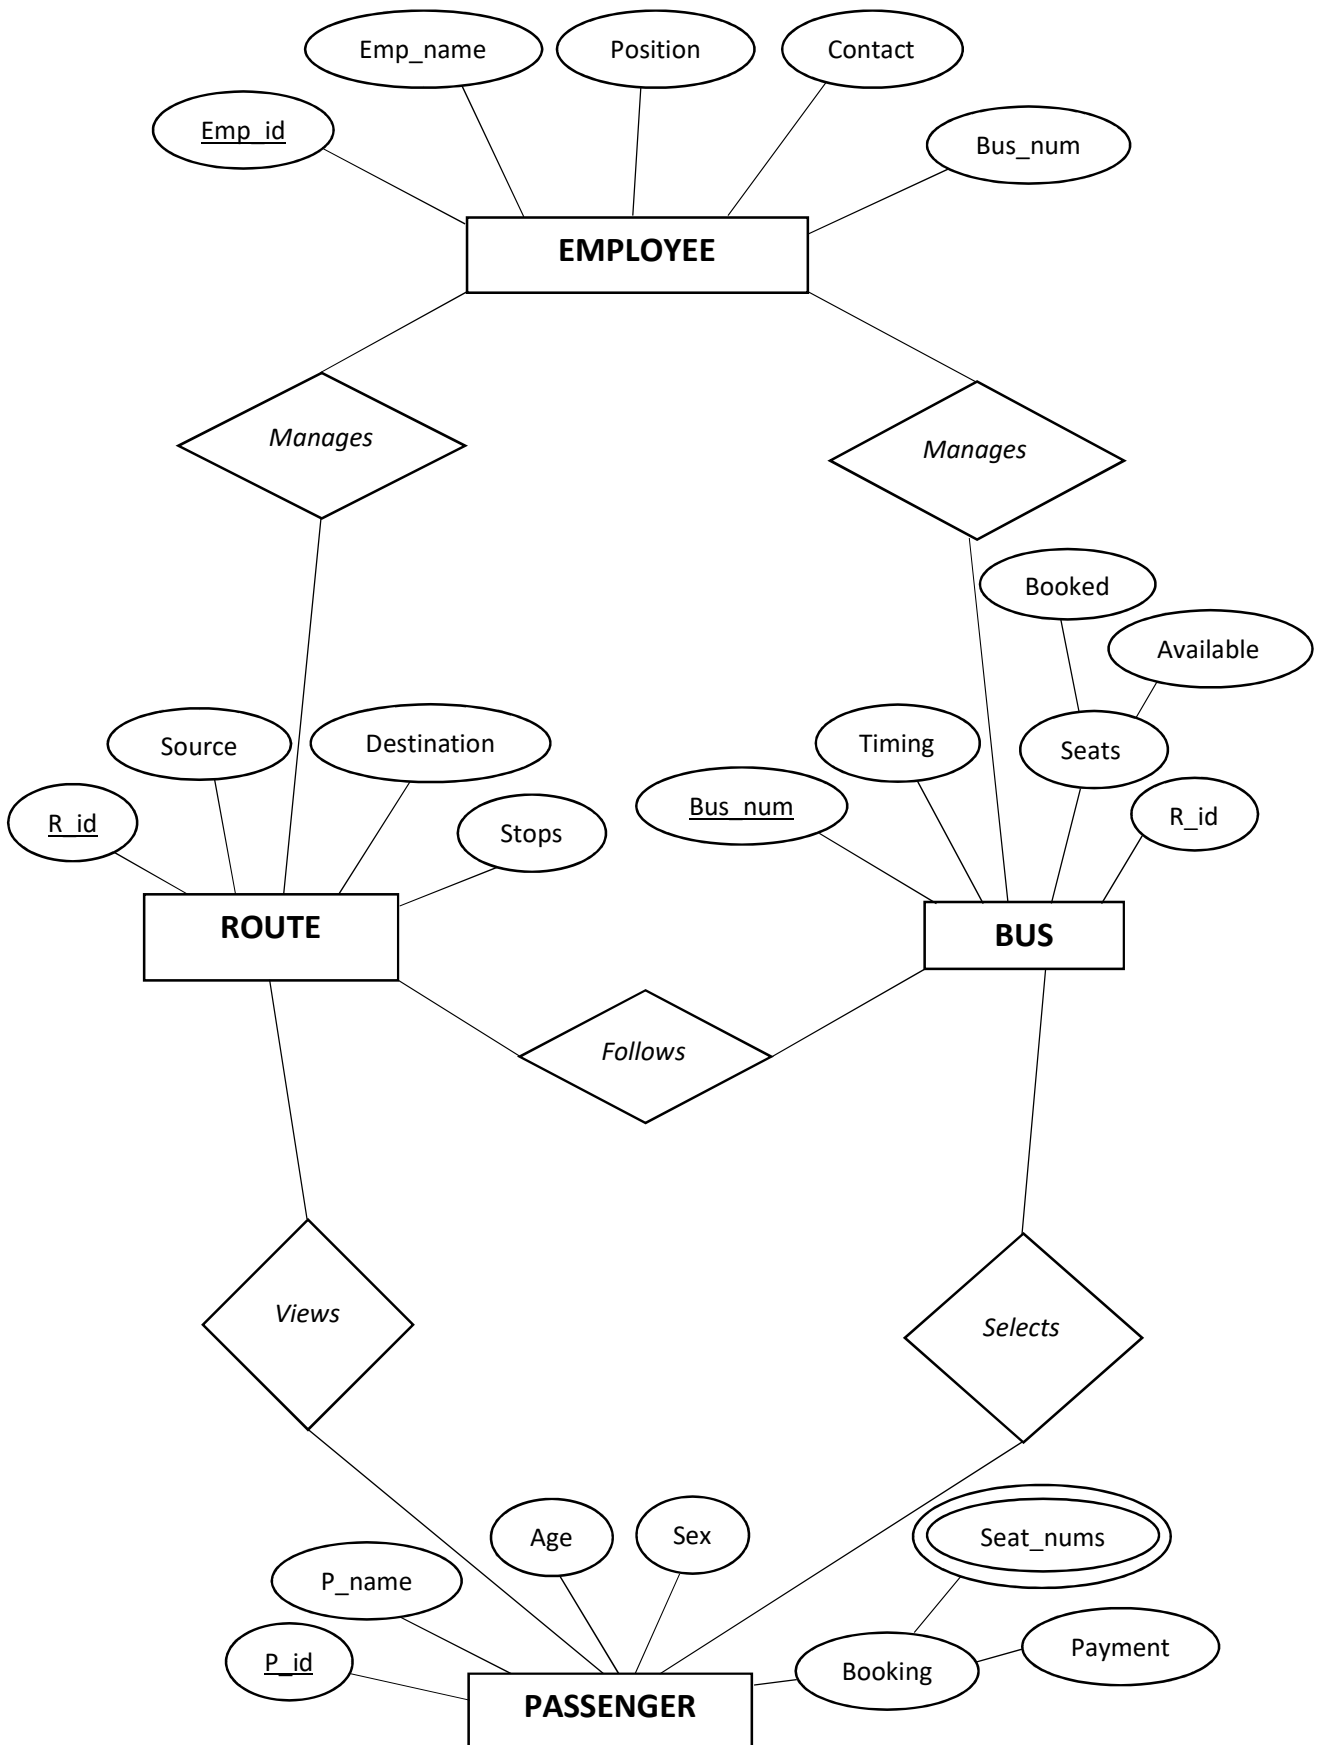 Emp_name
Position
Contact
Emp_id
Bus_num
EMPLOYEE
Manages
Manages
Booked
Available
Source
Destination
Timing
Seats
R_id
Stops
Bus_num
R_id
ROUTE
BUS
Follows
Views
Selects
Age
Sex
Seat_nums
P_name
P_id
Booking
Payment
PASSENGER